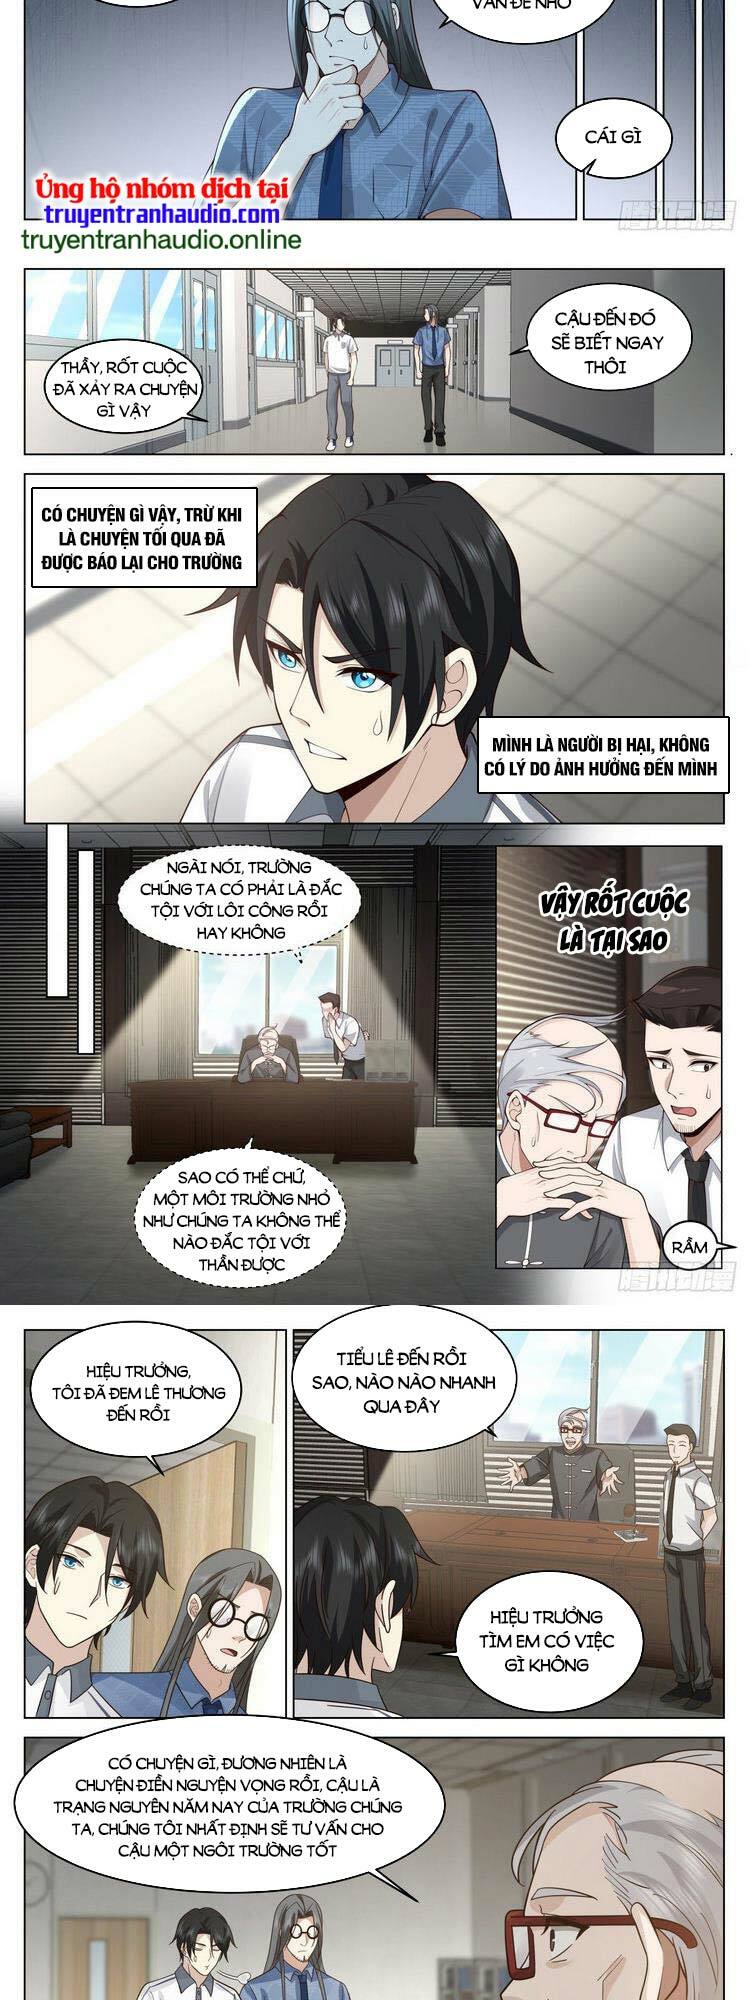 VẤN ĐỀ NHỎ
CÁI GÌ
Ủng hộ nhóm dịch tại
truyentranhaudio.com
truyentranhaudio.online
CẬU ĐẾN ĐÓ
SẼ BIẾT NGAY
THÔI
THẦY, RỐT CUỘC
ĐÃ XẢY RA CHUYỆN
GÌ VẬY
CÓ CHUYỆN GÌ VẬY, TRỪ KHI
LÀ CHUYỆN TỐI QUA ĐÃ
ĐƯỢC BÁO LẠI CHO TRƯỜNG
MÌNH LÀ NGƯỜI BỊ HẠI, KHÔNG
CÓ LÝ DO ẢNH HƯỞNG ĐẾN MÌNH
NGÀI NÓI, TRƯỜNG
CHÚNG TA CÓ PHẢI LÀ ĐẮC
TỘI VỚI LÔI CÔNG RỒI
HAY KHÔNG
VẬY RỐT CUỘC
LÀ TẠI SAO
SAO CÓ THỂ CHỨ,
MỘT MÔI TRƯỜNG NHỎ
NHƯ CHÚNG TA KHÔNG THỂ
NÀO ĐẮC TỘI VỚI
THẦN ĐƯỢC
RẦM
HIỆU TRƯỞNG,
TÔI ĐÃ ĐEM LÊ THƯƠNG
ĐẾN RỒI
TIỂU LÊ ĐẾN RỒI
SAO, NÀO NÀO NHANH
QUA ĐÂY
HIỆU TRƯỞNG
TÌM EM CÓ VIỆC
GÌ KHÔNG
CÓ CHUYỆN GÌ, ĐƯƠNG NHIÊN LÀ
CHUYỆN ĐIỀN NGUYỆN VỌNG RỒI, CẬU LÀ
TRẠNG NGUYÊN NĂM NAY CỦA TRƯỜNG CHÚNG
TA, CHÚNG TÔI NHẤT ĐỊNH SẼ TƯ VẤN CHO
CẬU MỘT NGÔI TRƯỜNG TỐT